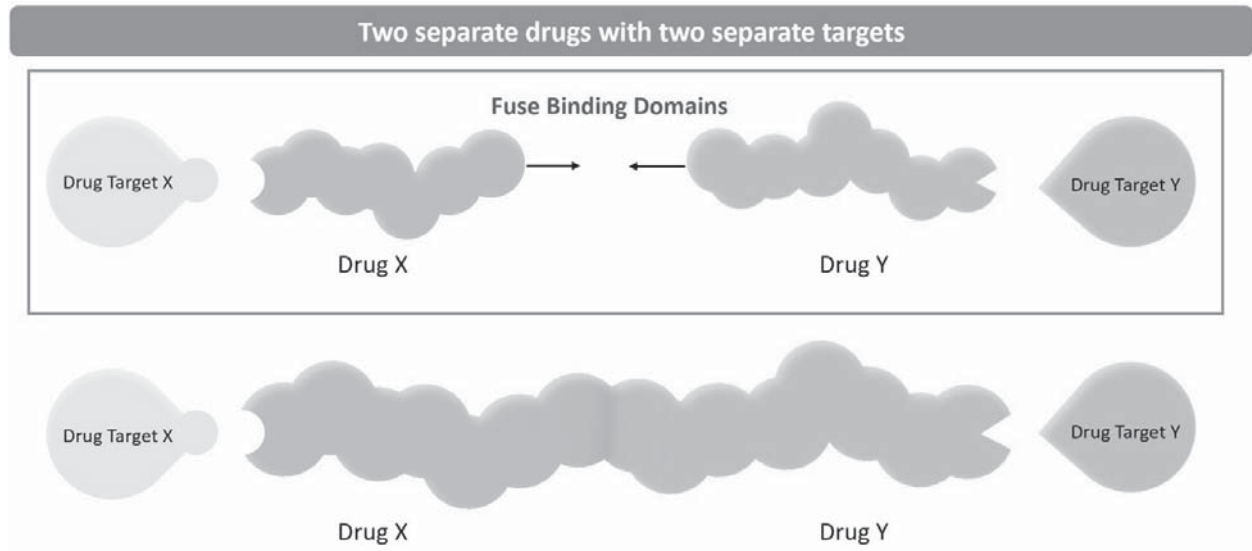 Two separate drugs with two separate targets
Fuse Binding Domains
Drug Target X
Drug Target Y
Drug X
Drug Y
Drug Target X
Drug Target Y
Drug X
Drug Y